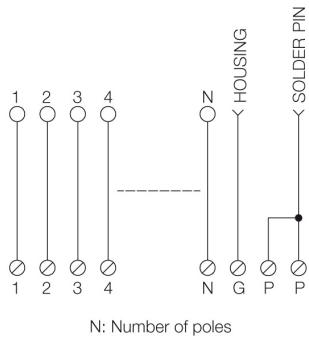 HOUSING
SOLDER PIN
1 2 3 4 N
1 2 3 4 N G P P
N: Number of poles